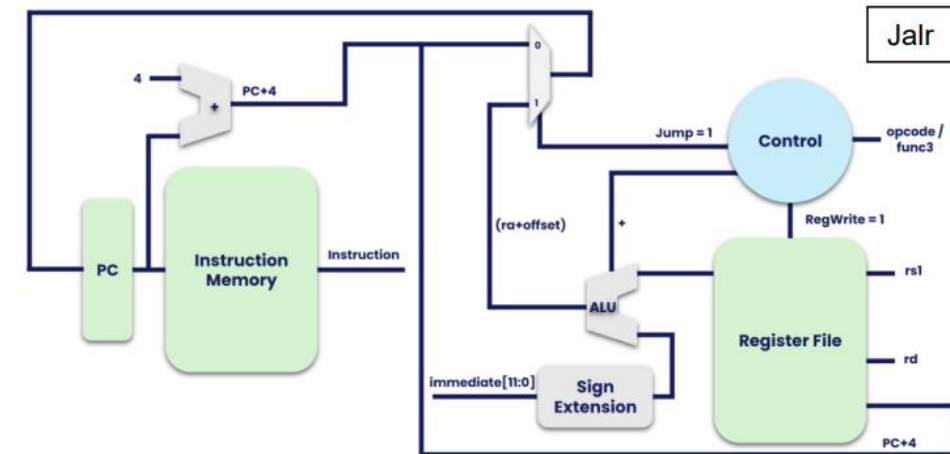 Jalr
0
4
PC+4
+
1
Jump = 1
Control
opcode /
func3
(ra+offset)
+
RegWrite = 1
PC
Instruction
Memory
Instruction
rs1
ALU
Register File
rd
immediate[11:0]
Sign
Extension
PC+4